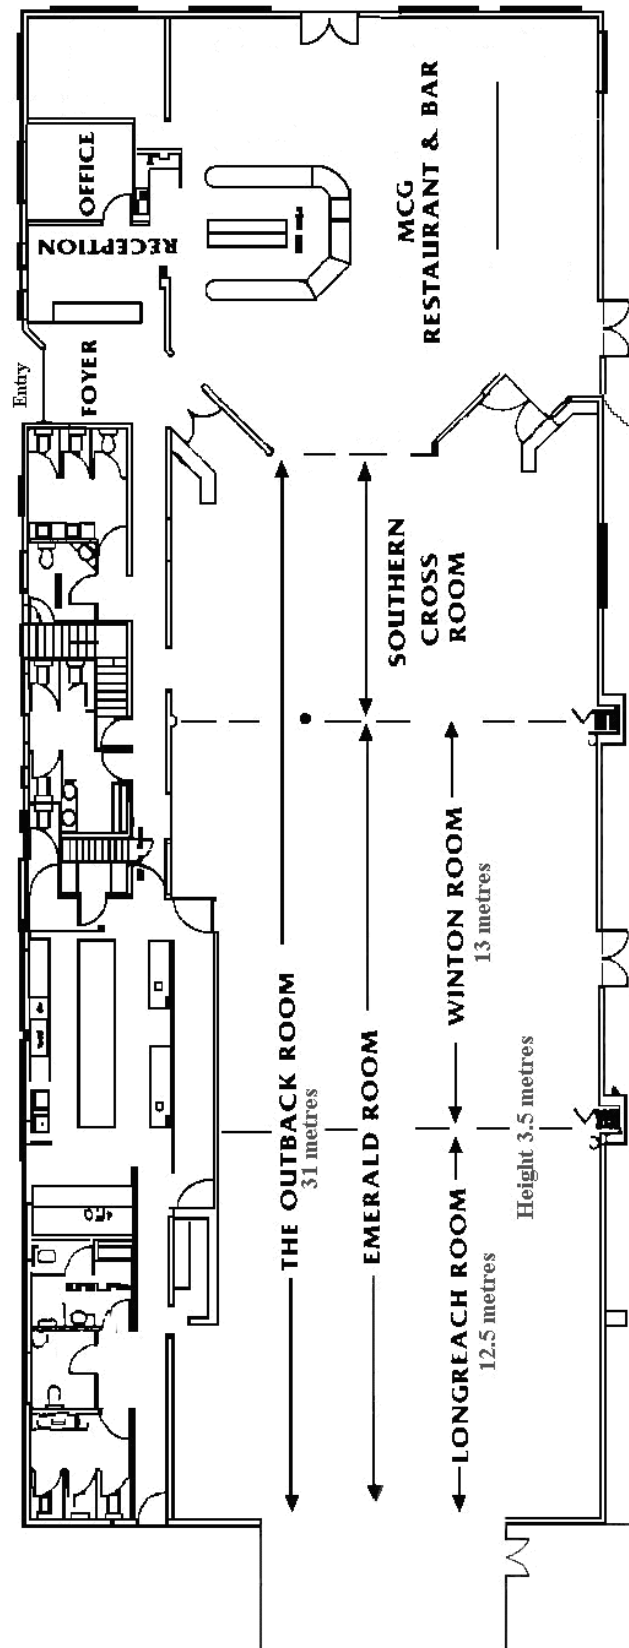 OFFICE
RECEPTION
MCG
RESTAURANT & BAR
Entry
FOYER
SOUTHERN
CROSS
ROOM
WINTON ROOM
13 metres
THE OUTBACK ROOM
31 metres
EMERALD ROOM
Height 3.5 metres
LONGREACH ROOM
12.5 metres